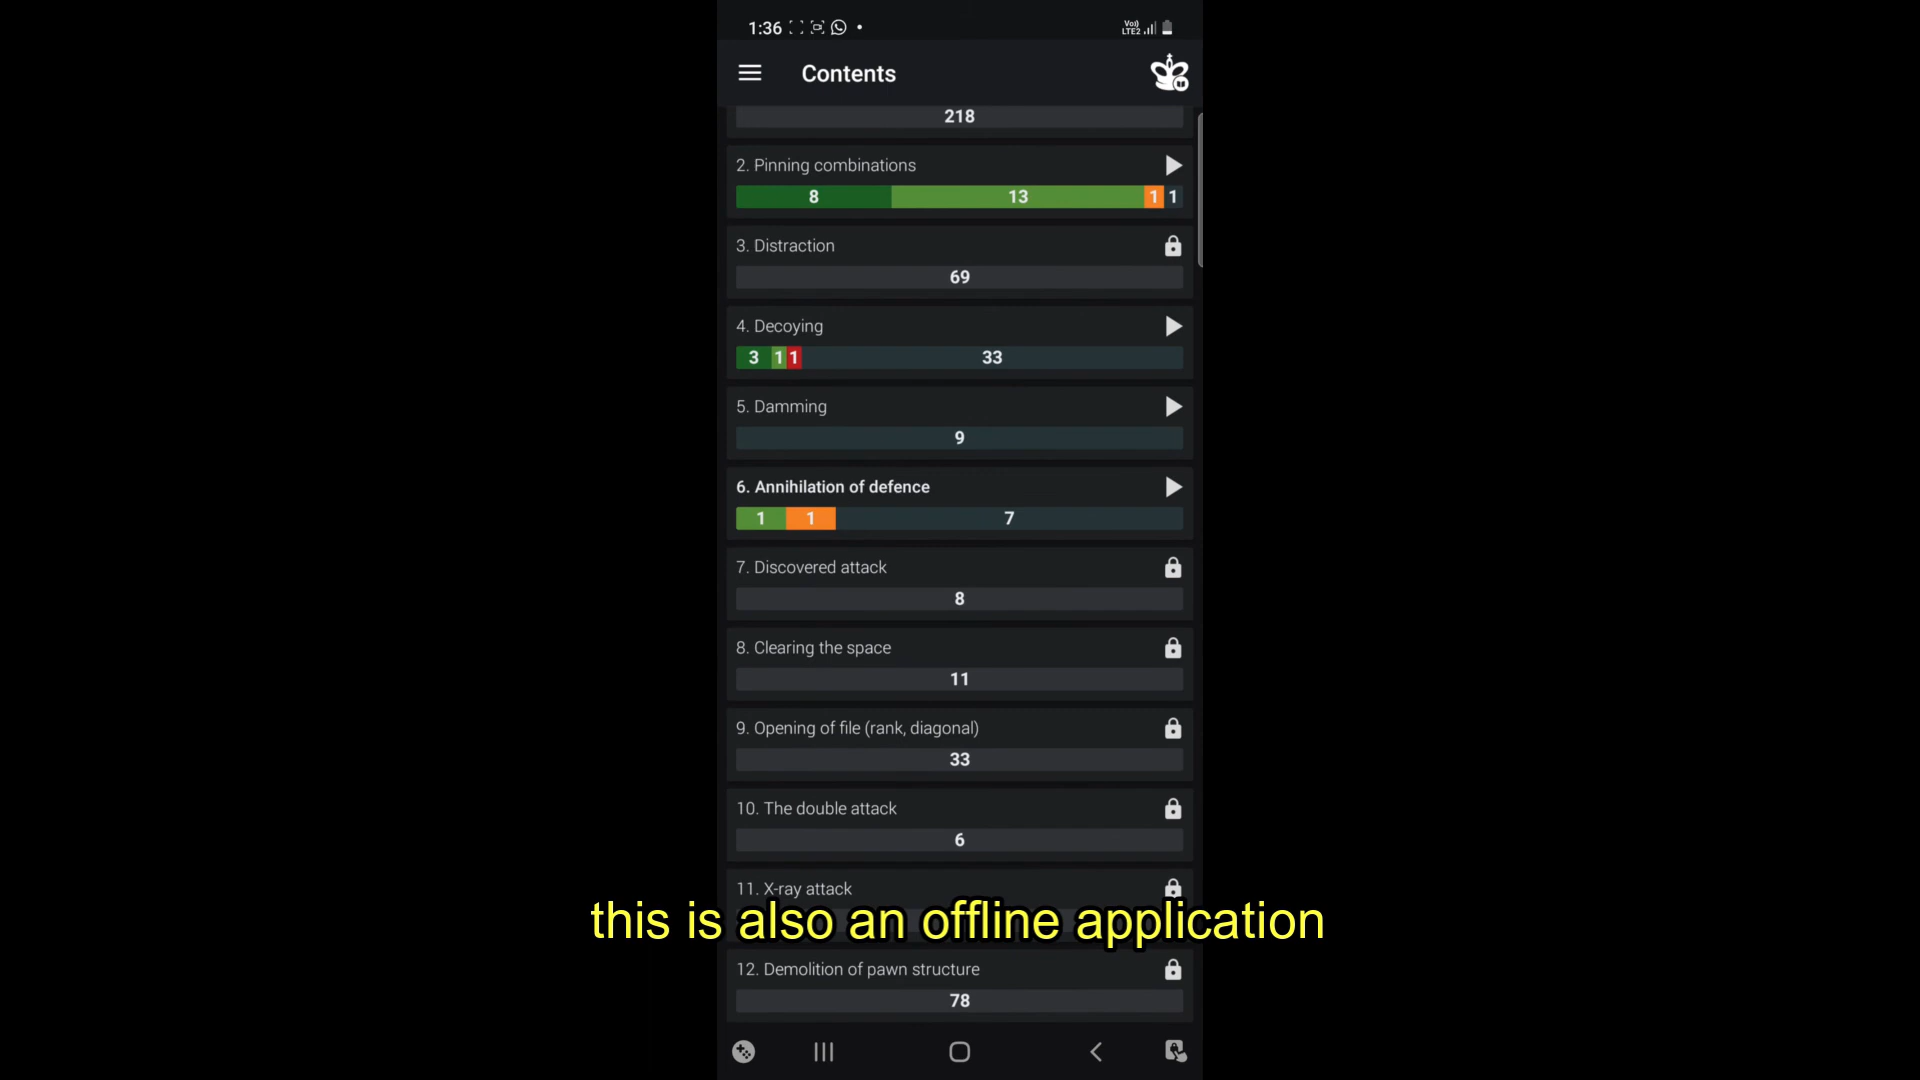 1:36
Vo))
LTE2
Contents
218
2. Pinning combinations
8 13 1 1
3. Distraction
69
4. Decoying
3 1 1 33
5. Damming
9
6. Annihilation of defence
1 1 7
7. Discovered attack
8
8. Clearing the space
11
9. Opening of file (rank, diagonal)
33
10. The double attack
6
11. X-ray attack
this is also an offline application
12. Demolition of pawn structure
78